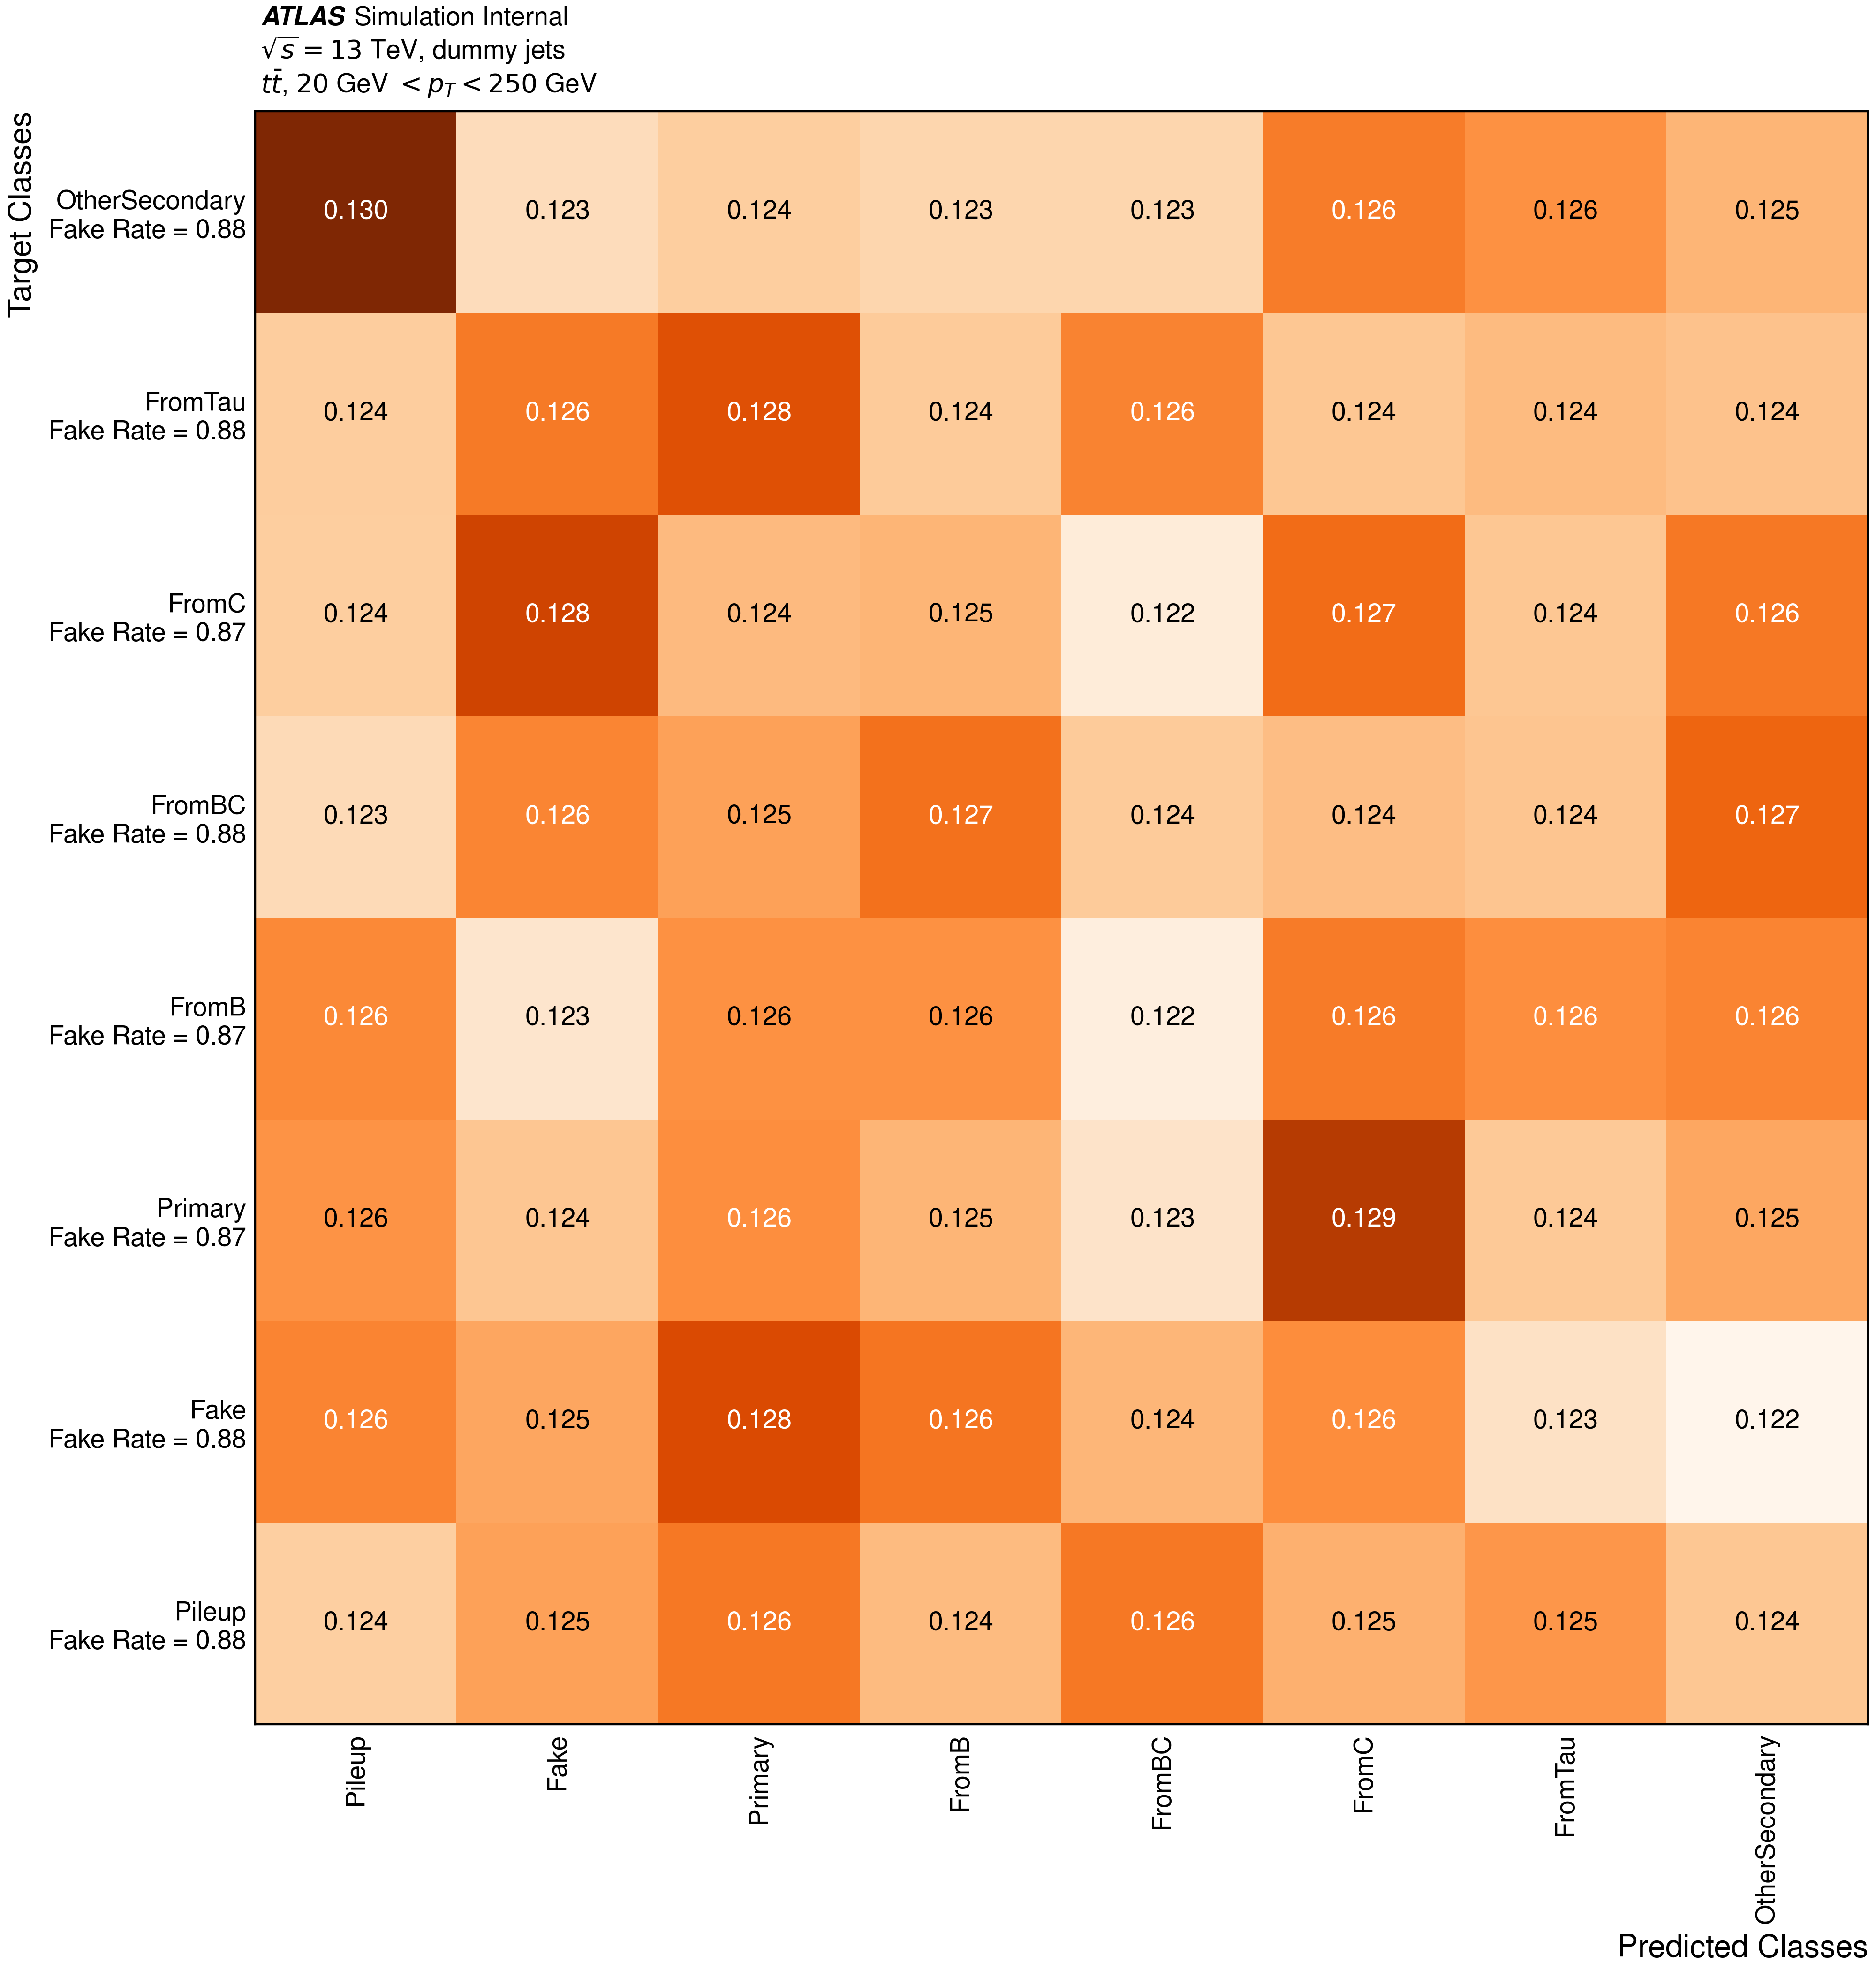 ATLAS Simulation Internal
√s = 13 TeV, dummy jets
tt̄, 20 GeV < p_T < 250 GeV
Target Classes
OtherSecondary
Fake Rate = 0.88
0.130 0.123 0.124 0.123 0.123 0.126 0.126 0.125
FromTau
Fake Rate = 0.88
0.124 0.126 0.128 0.124 0.126 0.124 0.124 0.124
FromC
Fake Rate = 0.87
0.124 0.128 0.124 0.125 0.122 0.127 0.124 0.126
FromBC
Fake Rate = 0.88
0.123 0.126 0.125 0.127 0.124 0.124 0.124 0.127
FromB
Fake Rate = 0.87
0.126 0.123 0.126 0.126 0.122 0.126 0.126 0.126
Primary
Fake Rate = 0.87
0.126 0.124 0.126 0.125 0.123 0.129 0.124 0.125
Fake
Fake Rate = 0.88
0.126 0.125 0.128 0.126 0.124 0.126 0.123 0.122
Pileup
Fake Rate = 0.88
0.124 0.125 0.126 0.124 0.126 0.125 0.125 0.124
Pileup
Fake
Primary
FromB
FromBC
FromC
FromTau
OtherSecondary
Predicted Classes